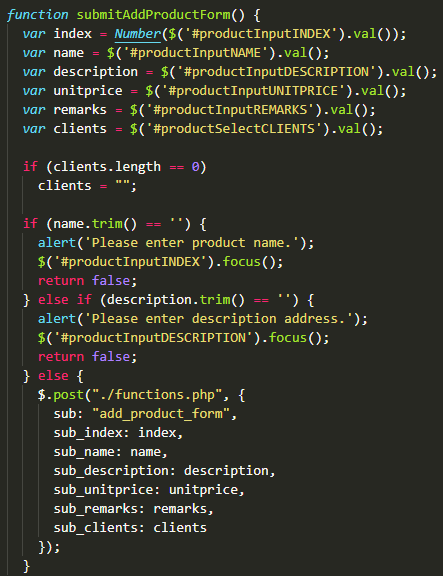 function submitAddProductForm() {
  var index = Number($('#productInputINDEX').val());
  var name = $('#productInputNAME').val();
  var description = $('#productInputDESCRIPTION').val();
  var unitprice = $('#productInputUNITPRICE').val();
  var remarks = $('#productInputREMARKS').val();
  var clients = $('#productSelectCLIENTS').val();

  if (clients.length == 0)
    clients = "";

  if (name.trim() == '') {
    alert('Please enter product name.');
    $('#productInputINDEX').focus();
    return false;
  } else if (description.trim() == '') {
    alert('Please enter description address.');
    $('#productInputDESCRIPTION').focus();
    return false;
  } else {
    $.post("./functions.php", {
      sub: "add_product_form",
      sub_index: index,
      sub_name: name,
      sub_description: description,
      sub_unitprice: unitprice,
      sub_remarks: remarks,
      sub_clients: clients
    });
  }